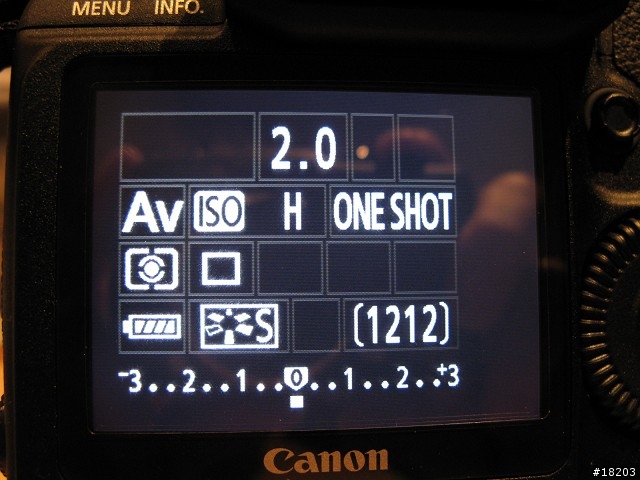 MENU INFO.
2.0
Av ISO H ONE SHOT
S [1212]
-3..2..1..0..1..2..+3
Canon
#18203